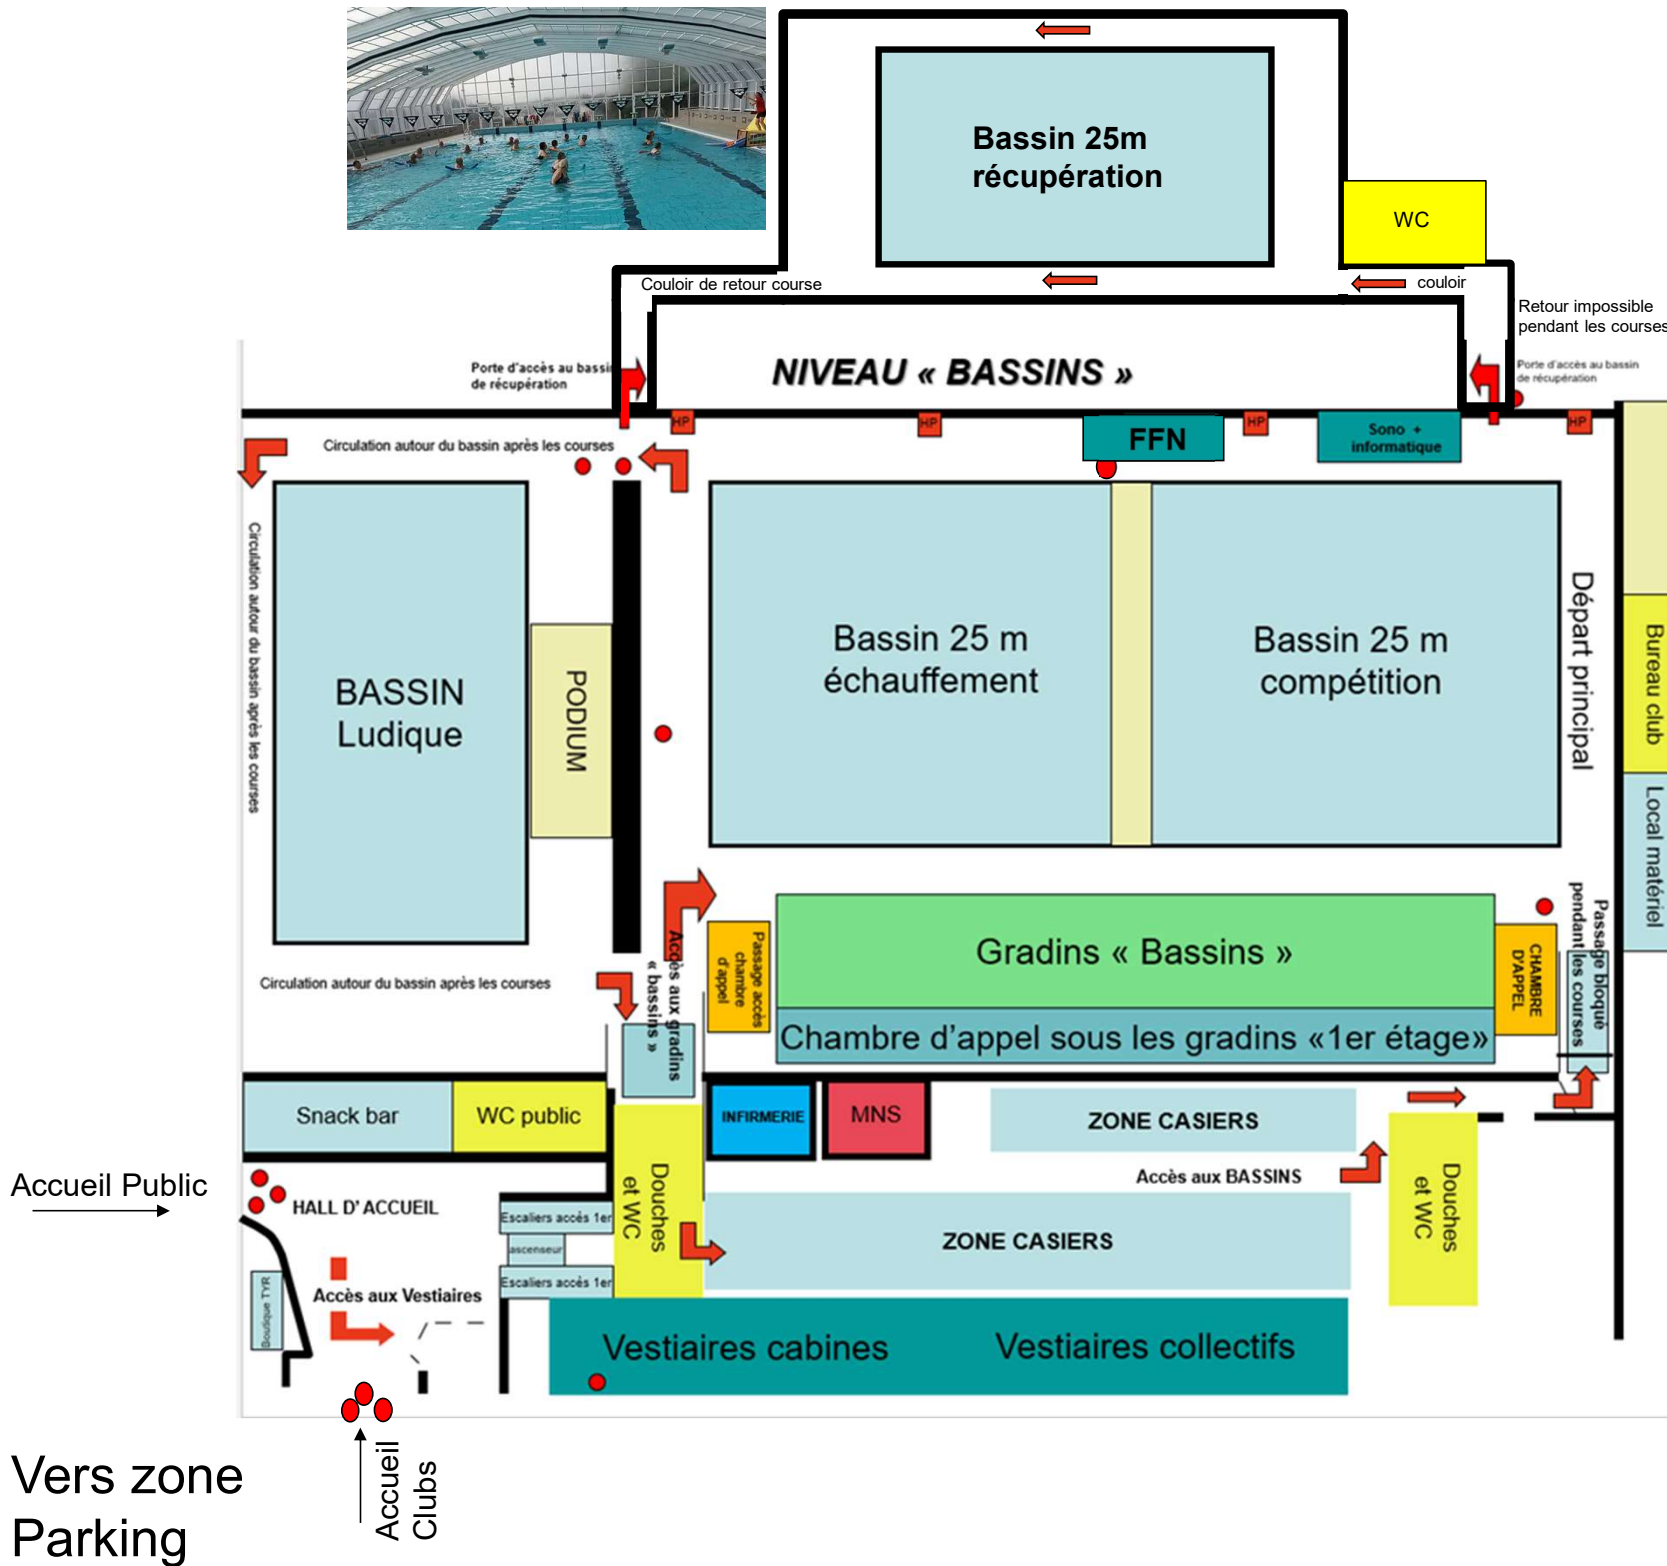 Bassin 25m
récupération
WC
Couloir de retour course
couloir
Retour impossible
pendant les courses
Porte d'accès au bassin
de récupération
NIVEAU « BASSINS »
Porte d'accès au bassin
de récupération
HP
HP
FFN
HP
Sono +
informatique
HP
Circulation autour du bassin après les courses
Circulation autour du bassin après les courses
BASSIN
Ludique
PODIUM
Bassin 25 m
échauffement
Bassin 25 m
compétition
Départ principal
Bureau club
Local matériel
Accès aux gradins
« bassins »
Passage accès
chambre
d'appel
Gradins « Bassins »
CHAMBRE
D'APPEL
Passage bloqué
pendant les courses
Circulation autour du bassin après les courses
Chambre d'appel sous les gradins «1er étage»
Snack bar
WC public
INFIRMERIE
MNS
ZONE CASIERS
Accès aux BASSINS
Douches
et WC
Douches
et WC
Accueil Public
HALL D'ACCUEIL
Escaliers accès 1er
ascenseur
Escaliers accès 1er
ZONE CASIERS
Boutique TYR
Accès aux Vestiaires
Vestiaires cabines
Vestiaires collectifs
Vers zone
Parking
Accueil
Clubs